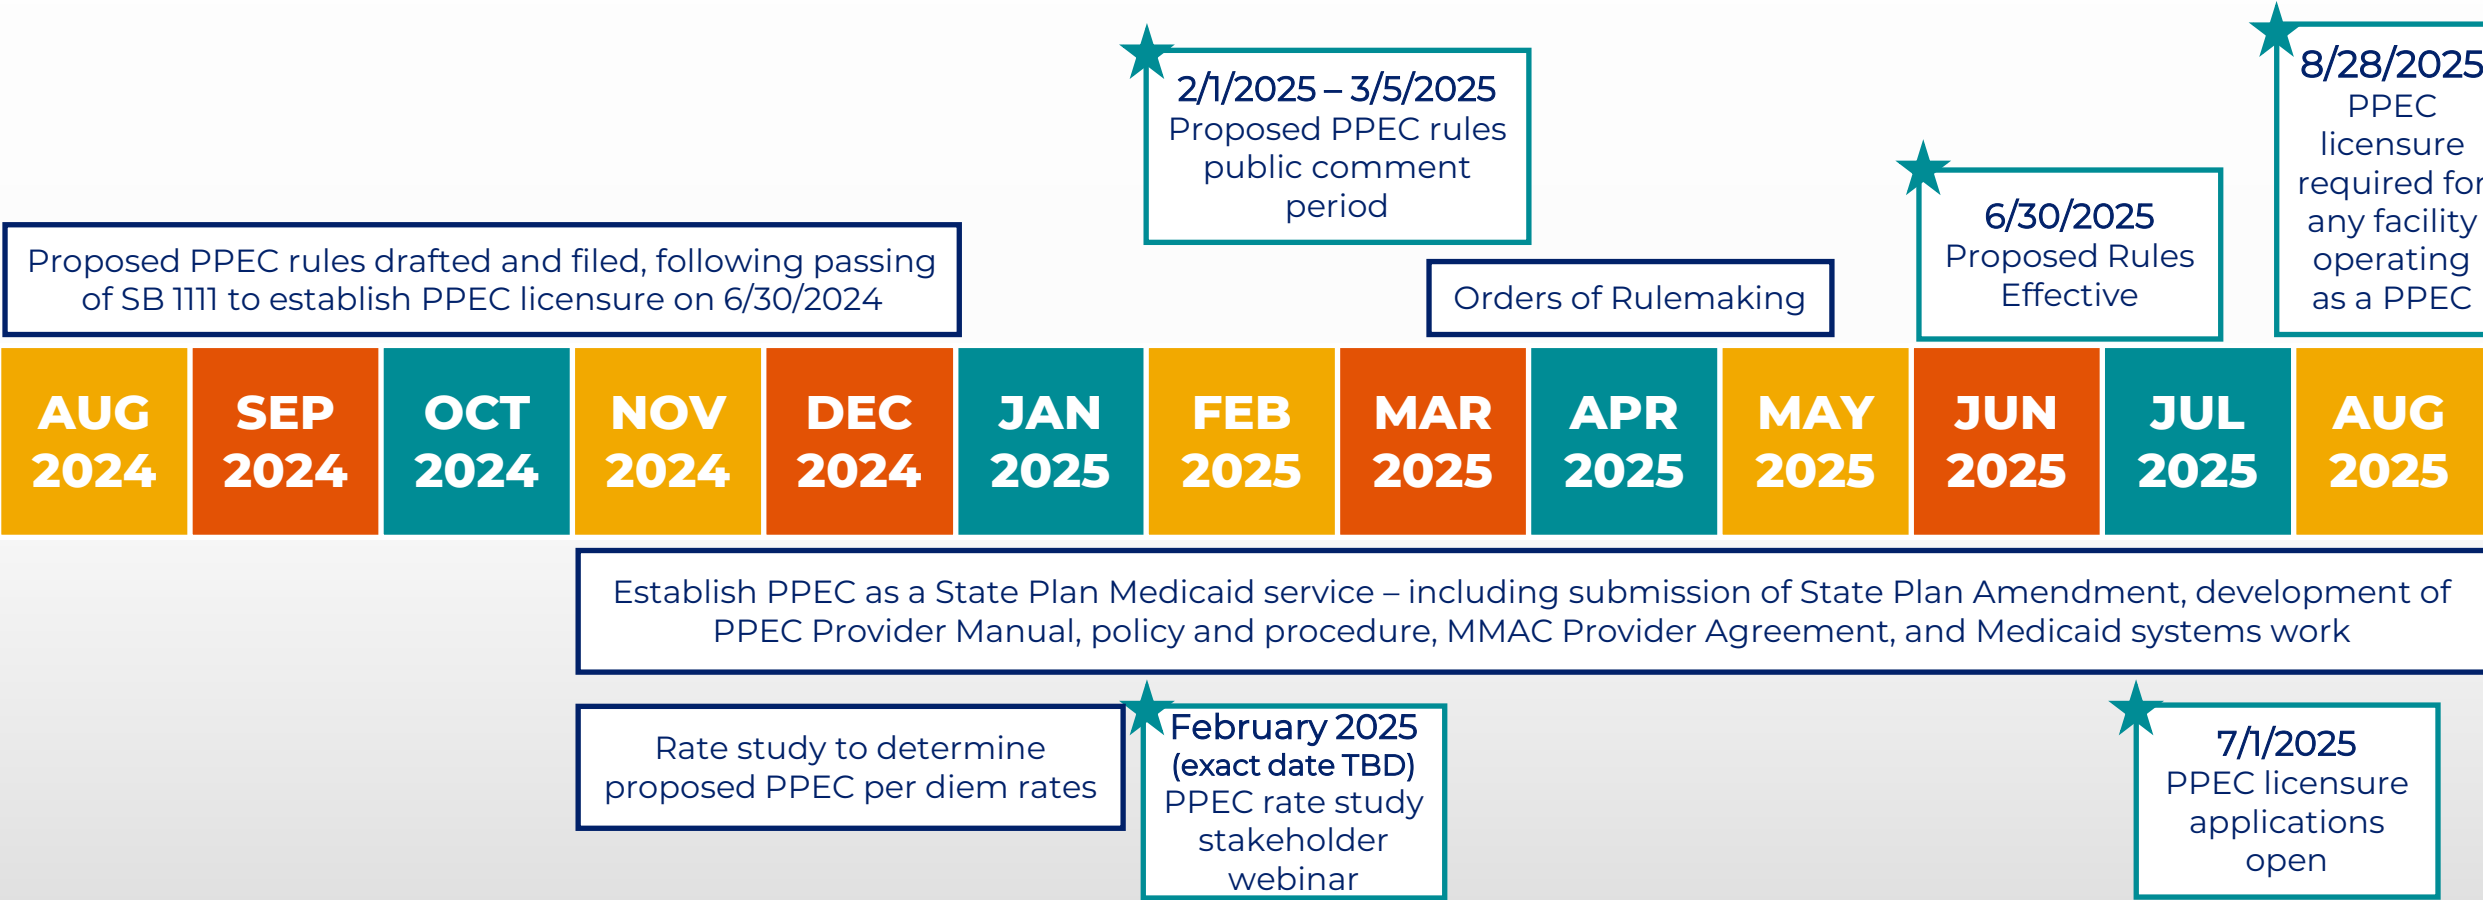 2/1/2025 – 3/5/2025
Proposed PPEC rules
public comment
period
8/28/2025
PPEC
licensure
required for
any facility
operating
as a PPEC
6/30/2025
Proposed Rules
Effective
Proposed PPEC rules drafted and filed, following passing
of SB 1111 to establish PPEC licensure on 6/30/2024
Orders of Rulemaking
AUG
2024
SEP
2024
OCT
2024
NOV
2024
DEC
2024
JAN
2025
FEB
2025
MAR
2025
APR
2025
MAY
2025
JUN
2025
JUL
2025
AUG
2025
Establish PPEC as a State Plan Medicaid service – including submission of State Plan Amendment, development of
PPEC Provider Manual, policy and procedure, MMAC Provider Agreement, and Medicaid systems work
Rate study to determine
proposed PPEC per diem rates
February 2025
(exact date TBD)
PPEC rate study
stakeholder
webinar
7/1/2025
PPEC licensure
applications
open